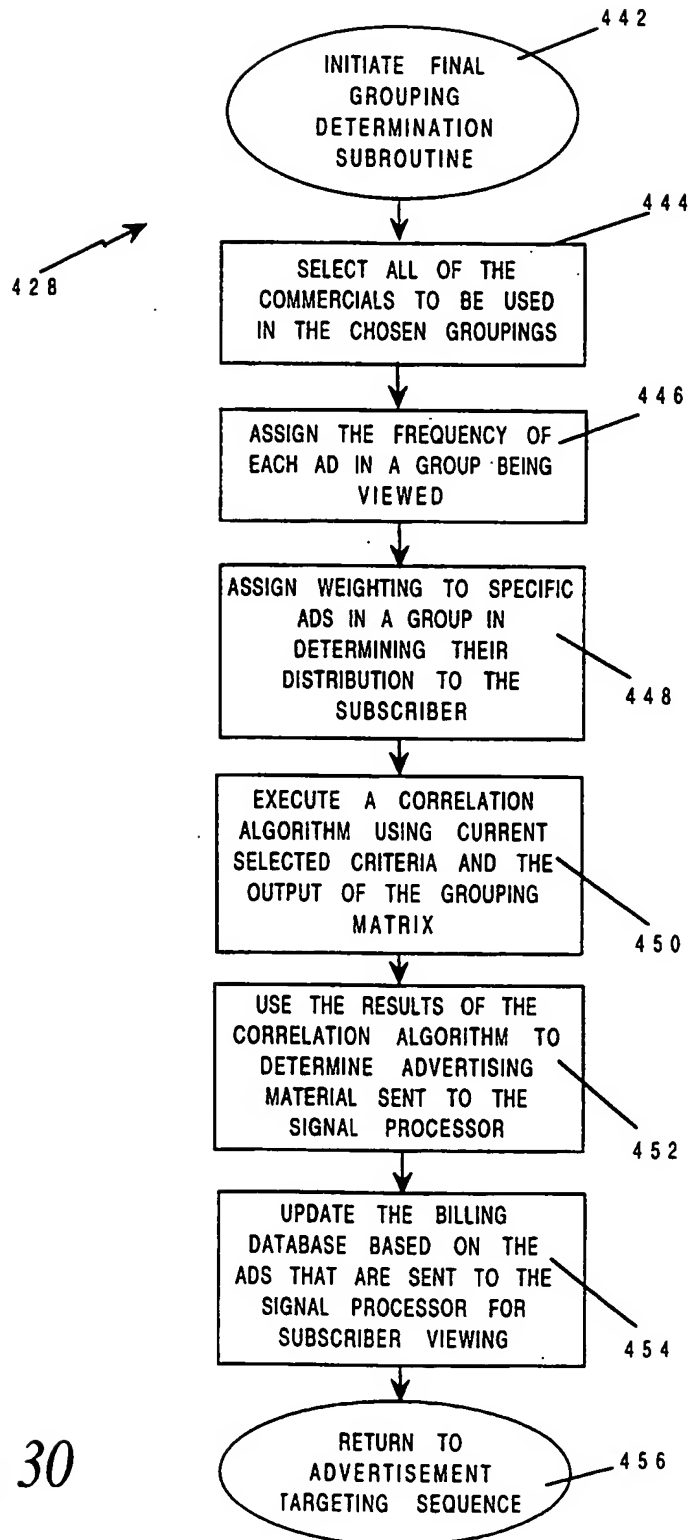 442
INITIATE FINAL
GROUPING
DETERMINATION
SUBROUTINE
428
444
SELECT ALL OF THE
COMMERCIALS TO BE USED
IN THE CHOSEN GROUPINGS
446
ASSIGN THE FREQUENCY OF
EACH AD IN A GROUP BEING
VIEWED
ASSIGN WEIGHTING TO SPECIFIC
ADS IN A GROUP IN
DETERMINING THEIR
DISTRIBUTION TO THE
SUBSCRIBER
448
EXECUTE A CORRELATION
ALGORITHM USING CURRENT
SELECTED CRITERIA AND THE
OUTPUT OF THE GROUPING
MATRIX
450
USE THE RESULTS OF THE
CORRELATION ALGORITHM TO
DETERMINE ADVERTISING
MATERIAL SENT TO THE
SIGNAL PROCESSOR
452
UPDATE THE BILLING
DATABASE BASED ON THE
ADS THAT ARE SENT TO THE
SIGNAL PROCESSOR FOR
SUBSCRIBER VIEWING
454
30
RETURN TO
ADVERTISEMENT
TARGETING SEQUENCE
456